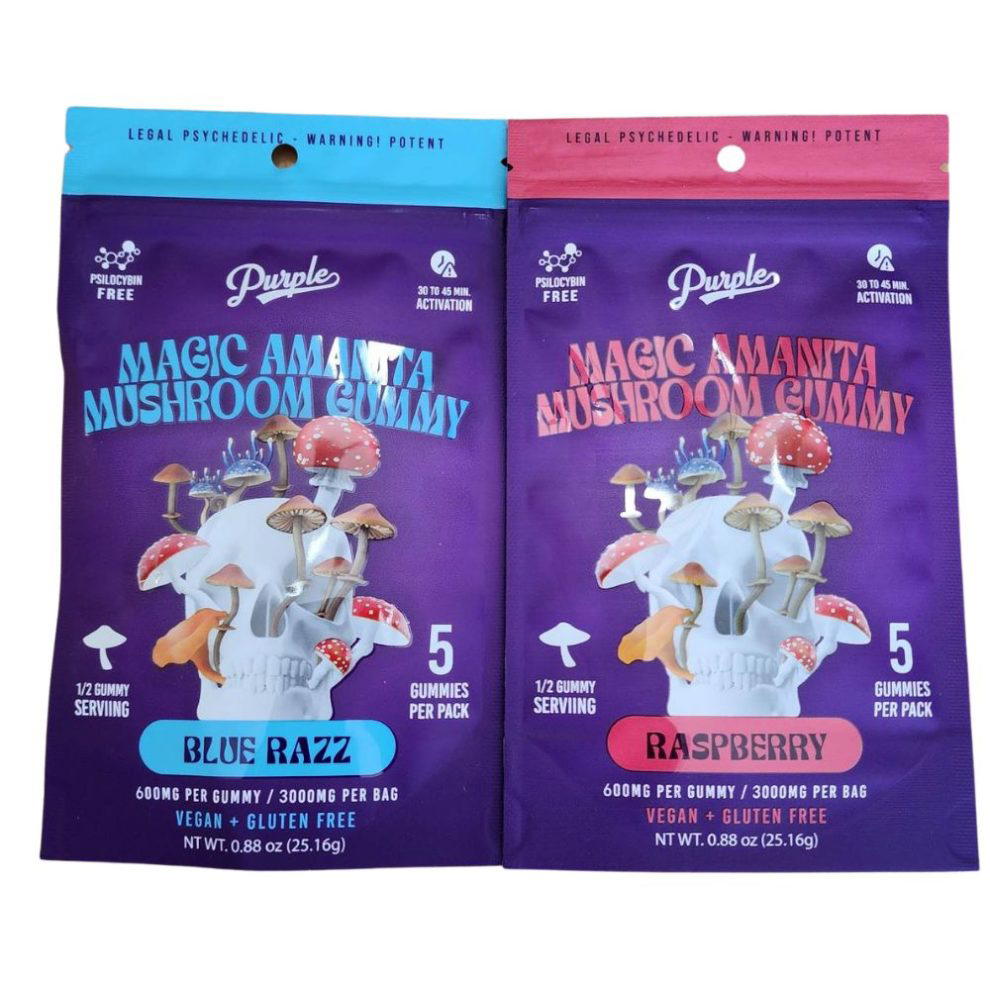 LEGAL PSYCHEDELIC - WARNING! POTENT
PSILOCYBIN
FREE
Purple
30 TO 45 MIN.
ACTIVATION
MAGIC AMANITA
MUSHROOM GUMMY
1/2 GUMMY
SERVIING
5
GUMMIES
PER PACK
BLUE RAZZ
600MG PER GUMMY / 3000MG PER BAG
VEGAN + GLUTEN FREE
NT WT. 0.88 oz (25.16g)
LEGAL PSYCHEDELIC - WARNING! POTENT
PSILOCYBIN
FREE
Purple
30 TO 45 MIN.
ACTIVATION
MAGIC AMANITA
MUSHROOM GUMMY
1/2 GUMMY
SERVIING
5
GUMMIES
PER PACK
RASPBERRY
600MG PER GUMMY / 3000MG PER BAG
VEGAN + GLUTEN FREE
NT WT. 0.88 oz (25.16g)